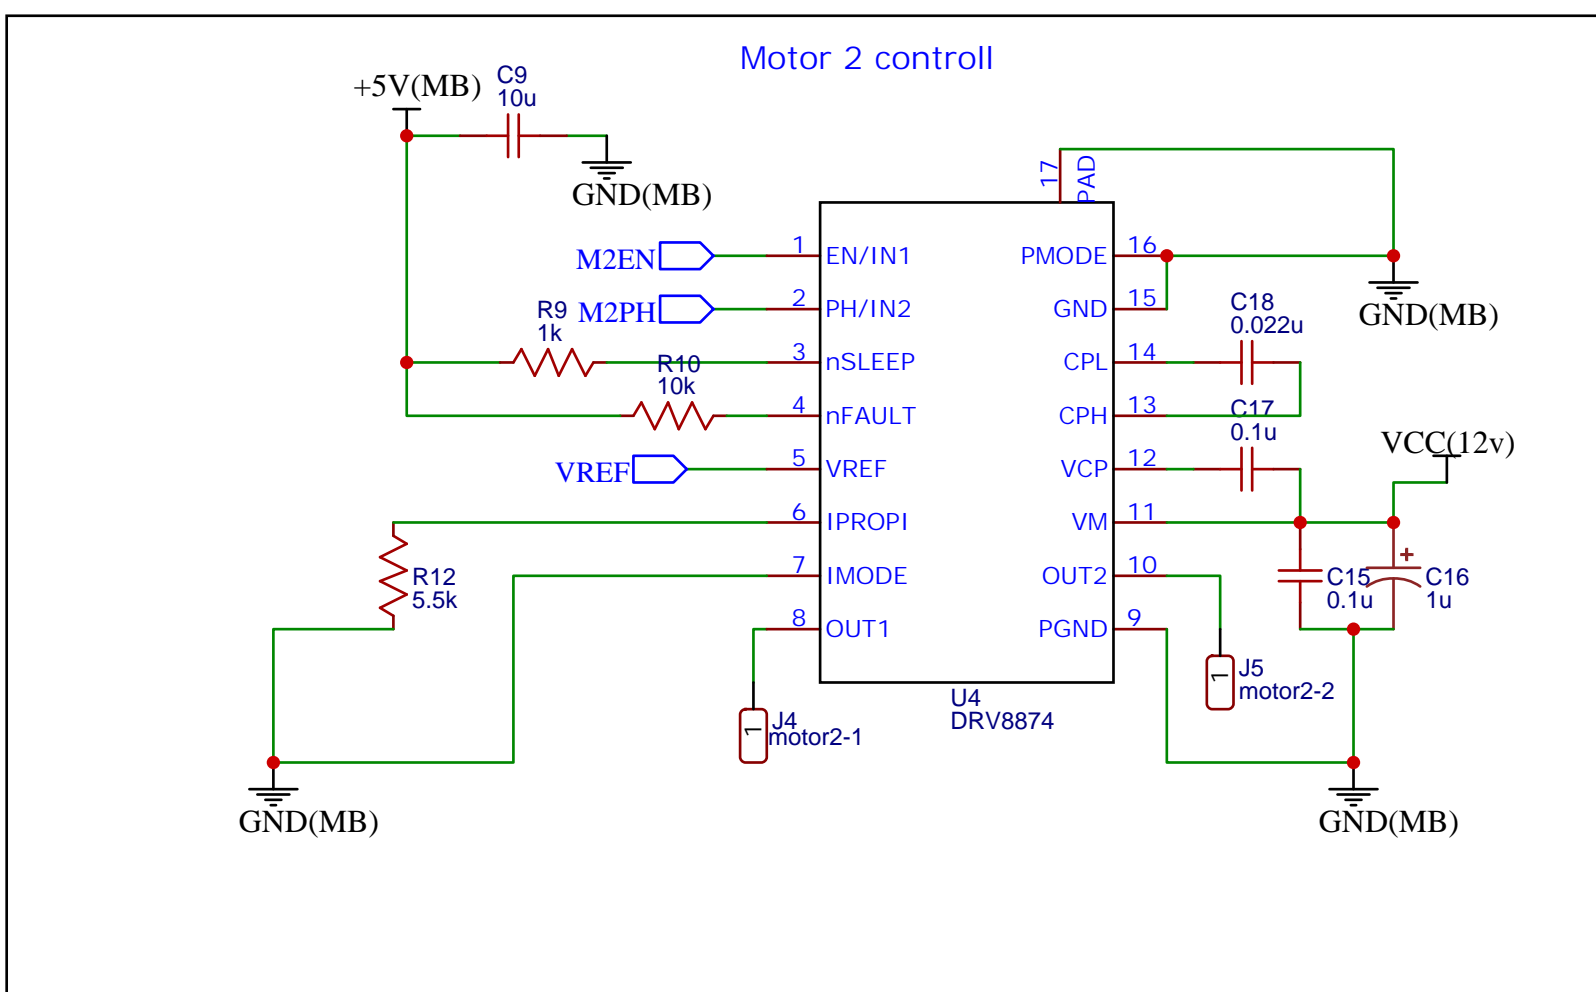 Motor 2 controll
+5V(MB)
C9
10u
GND(MB)
17
PAD
M2EN
1
EN/IN1
PMODE
16
M2PH
2
PH/IN2
GND
15
GND(MB)
R9
1k
3
nSLEEP
CPL
14
C18
0.022u
R10
10k
4
nFAULT
CPH
13
C17
0.1u
VREF
5
VREF
VCP
12
VCC(12v)
6
IPROPI
VM
11
R12
5.5k
7
IMODE
OUT2
10
C15
0.1u
+
C16
1u
8
OUT1
PGND
9
1
J5
motor2-2
1
J4
motor2-1
U4
DRV8874
GND(MB)
GND(MB)